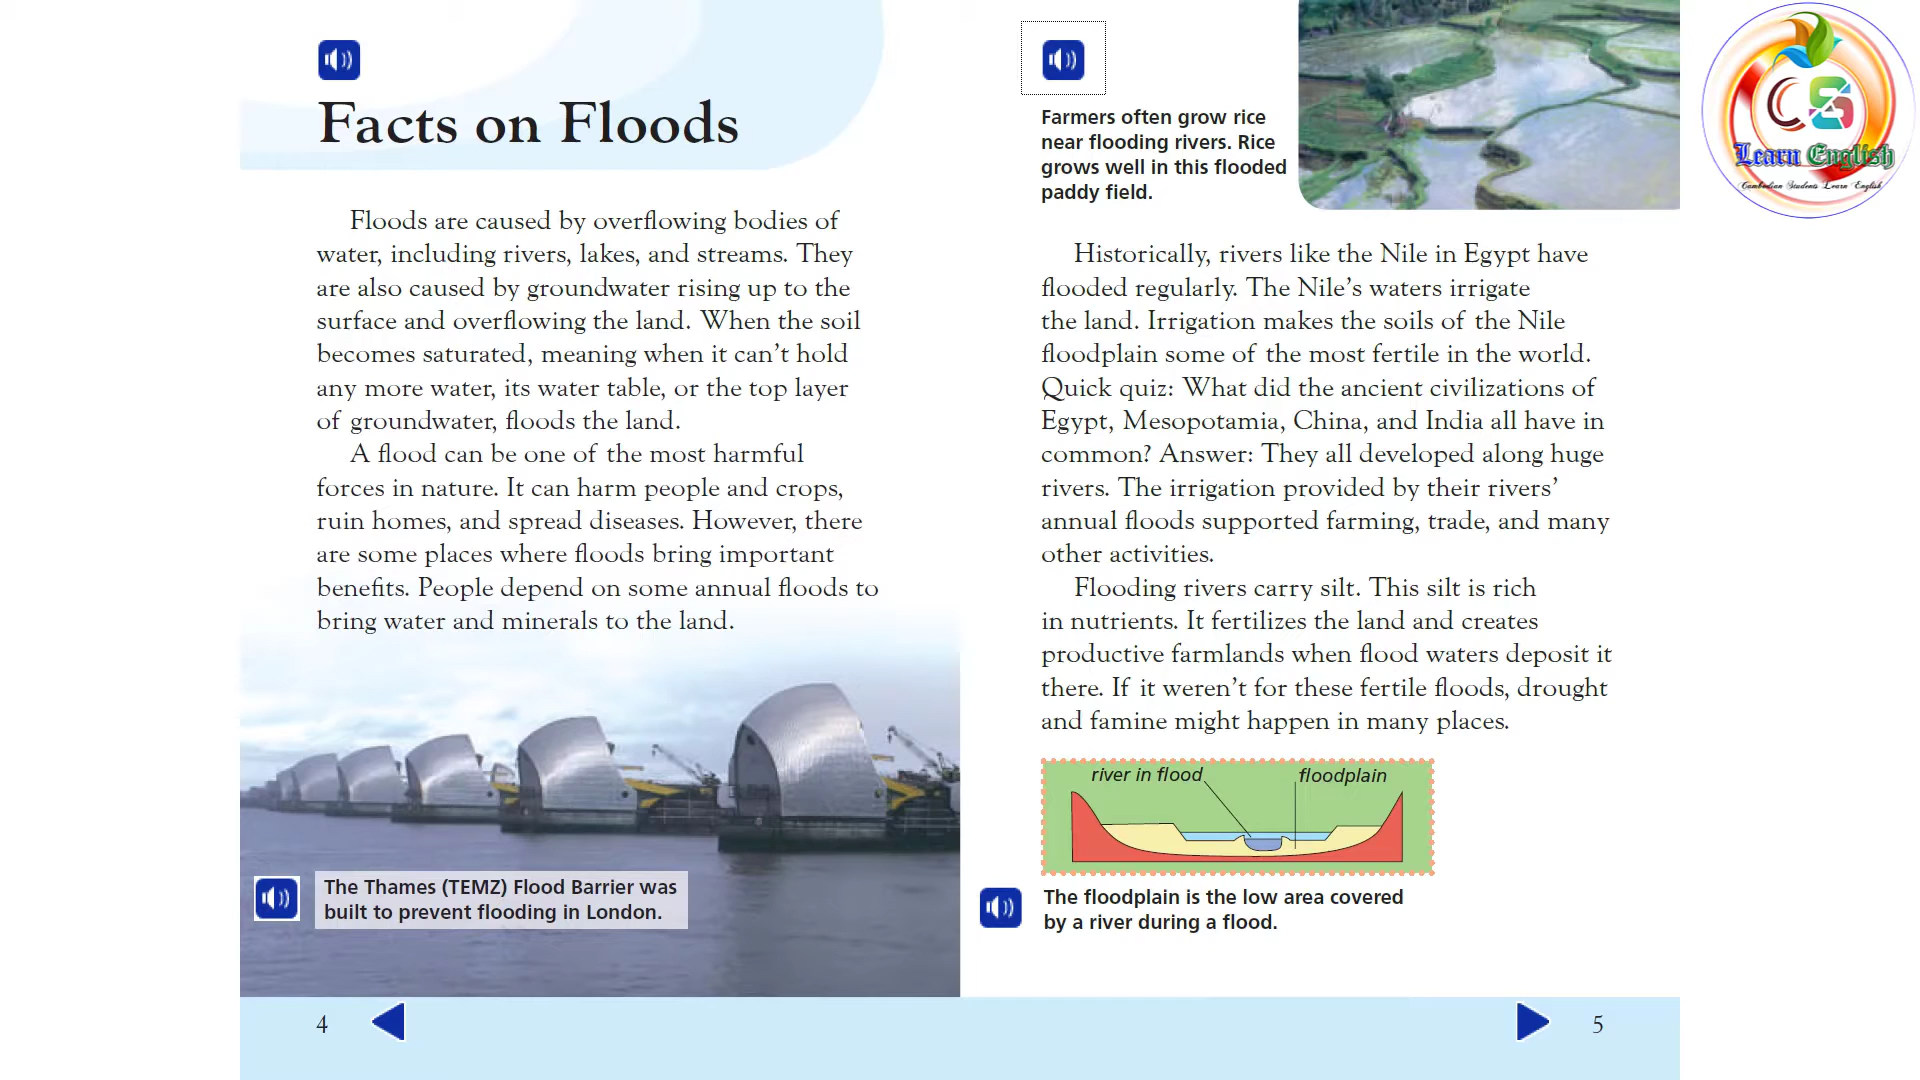 Facts on Floods
Floods are caused by overflowing bodies of
water, including rivers, lakes, and streams. They
are also caused by groundwater rising up to the
surface and overflowing the land. When the soil
becomes saturated, meaning when it can't hold
any more water, its water table, or the top layer
of groundwater, floods the land.
A flood can be one of the most harmful
forces in nature. It can harm people and crops,
ruin homes, and spread diseases. However, there
are some places where floods bring important
benefits. People depend on some annual floods to
bring water and minerals to the land.
The Thames (TEMZ) Flood Barrier was
built to prevent flooding in London.
4
Farmers often grow rice
near flooding rivers. Rice
grows well in this flooded
paddy field.
Historically, rivers like the Nile in Egypt have
flooded regularly. The Nile's waters irrigate
the land. Irrigation makes the soils of the Nile
floodplain some of the most fertile in the world.
Quick quiz: What did the ancient civilizations of
Egypt, Mesopotamia, China, and India all have in
common? Answer: They all developed along huge
rivers. The irrigation provided by their rivers'
annual floods supported farming, trade, and many
other activities.
Flooding rivers carry silt. This silt is rich
in nutrients. It fertilizes the land and creates
productive farmlands when flood waters deposit it
there. If it weren't for these fertile floods, drought
and famine might happen in many places.
river in flood
floodplain
The floodplain is the low area covered
by a river during a flood.
5
CS
Learn English
Cambodian Students Learn English